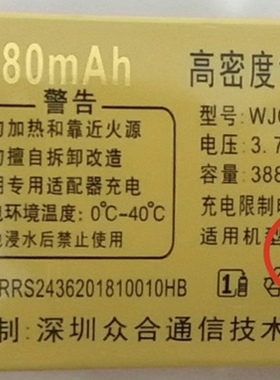 80mAh
高密度
警告
加热和靠近火源
擅自拆卸改造
专用适配器充电
环境温度：0℃-40℃
浸水后禁止使用
型号：WJ
电压：3.7
容量：388
充电限制电
适用机型
RRS2436201810010HB
1
制：深圳众合通信技术